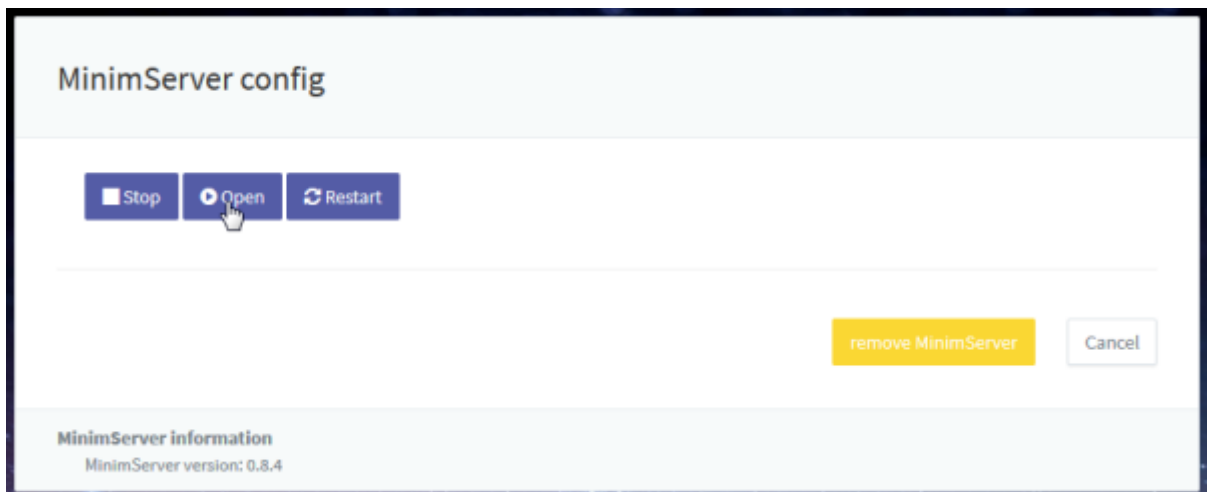 MinimServer config
Stop Open Restart
remove MinimServer Cancel
MinimServer information
MinimServer version: 0.8.4